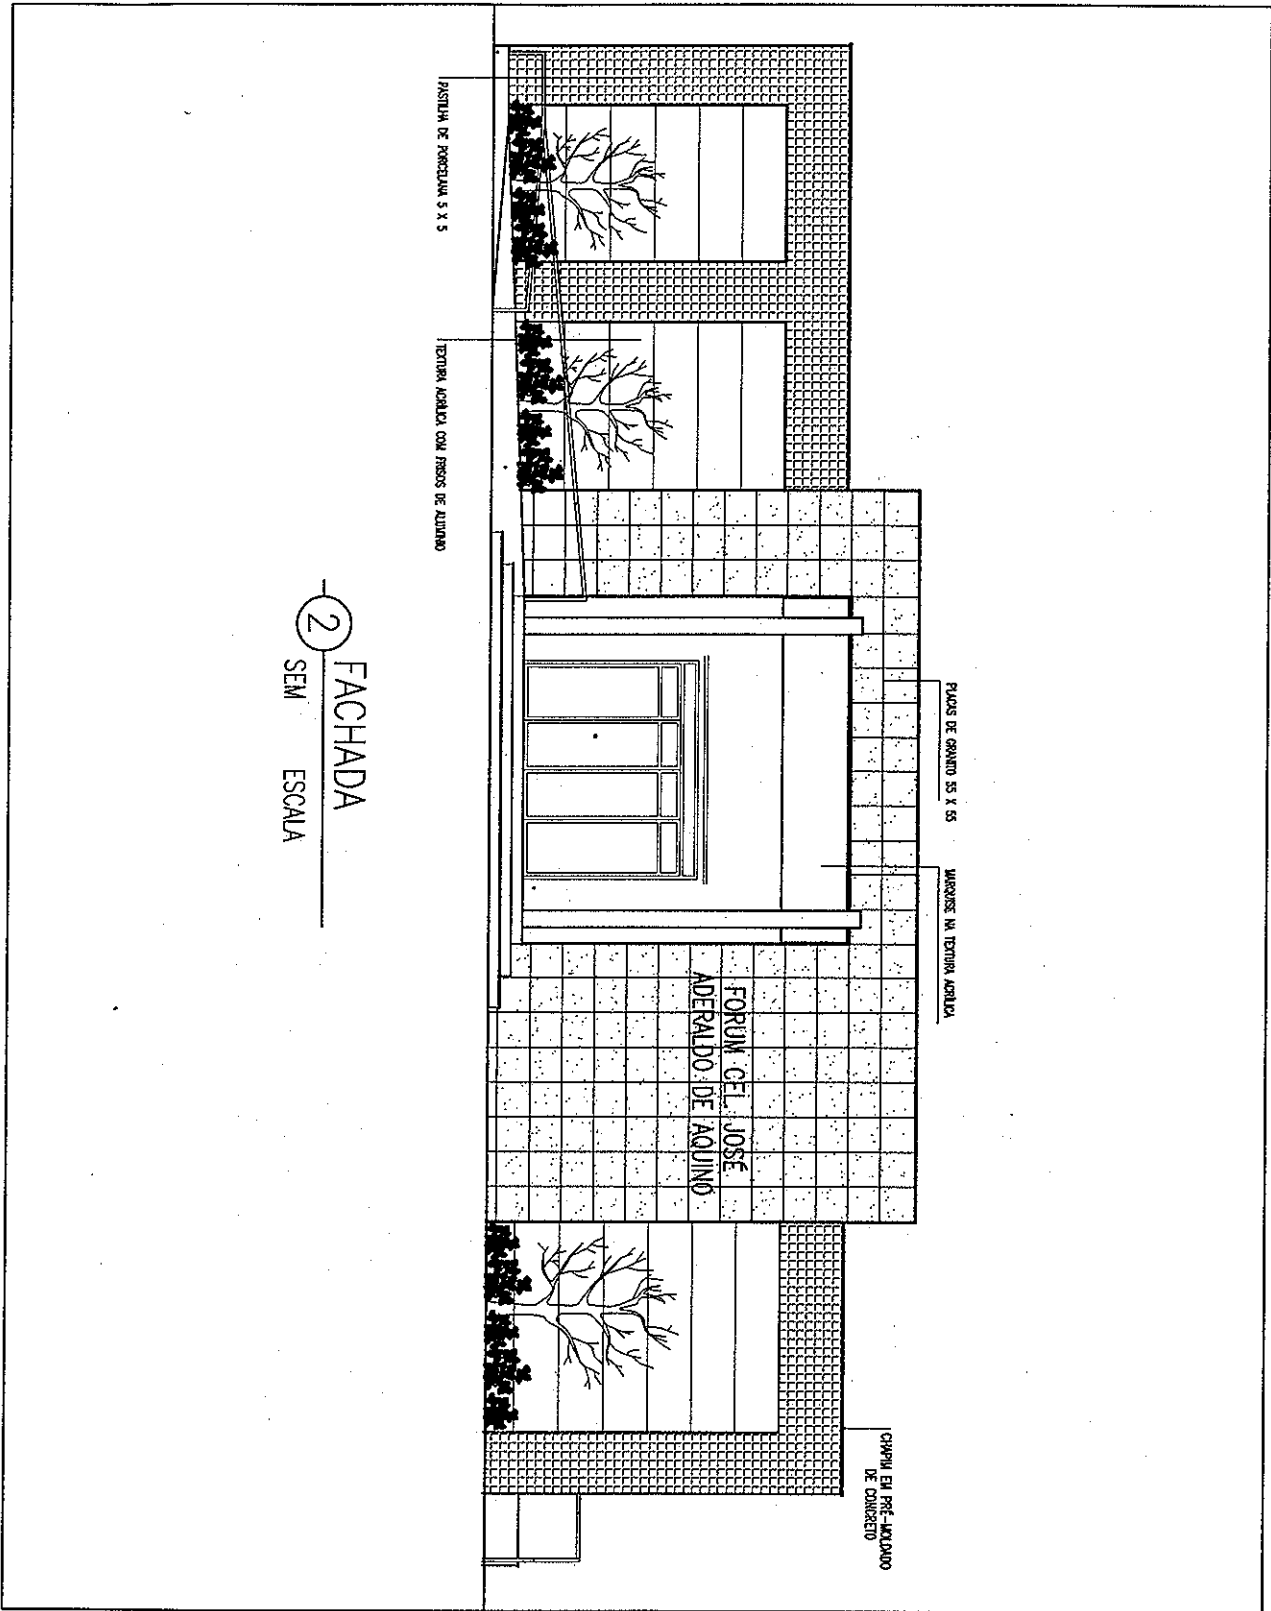 PLACAS DE GRANITO 55 X 55
MARQUISE NA TEXTURA ACRÍLICA
CHAPIM EM PRÉ-MOLDADO
DE CONCRETO
FORUM CEL. JOSÉ
ADERALDO DE AQUINO
PASTILHA DE PORCELANA 5 X 5
TEXTURA ACRÍLICA COM FRISOS DE ALUMINIO
2
FACHADA
SEM ESCALA